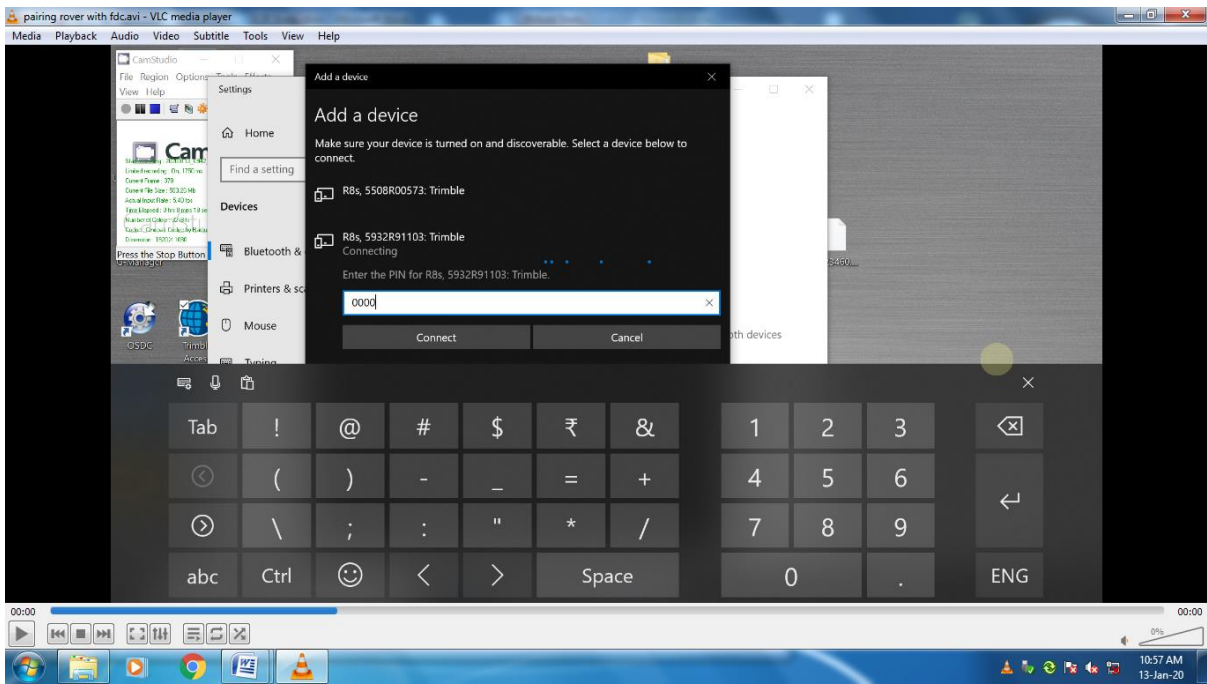 pairing rover with fdc.avi - VLC media player
Media Playback Audio Video Subtitle Tools View Help
CamStudio
File Region Options
View Help
Cam
Press the Stop Button
OSDC
Settings
Home
Find a setting
Devices
Bluetooth &
Printers & sca
Mouse
Typing
Add a device
Add a device
Make sure your device is turned on and discoverable. Select a device below to
connect.
R8s, 5508R00573: Trimble
R8s, 5932R91103: Trimble
Connecting
Enter the PIN for R8s, 5932R91103: Trimble.
0000
Connect Cancel
oth devices
Tab ! @ # $ ₹ & 1 2 3
( ) - _ = + 4 5 6
\ ; : " * / 7 8 9
abc Ctrl < > Space 0 . ENG
00:00 00:00
0%
10:57 AM
13-Jan-20